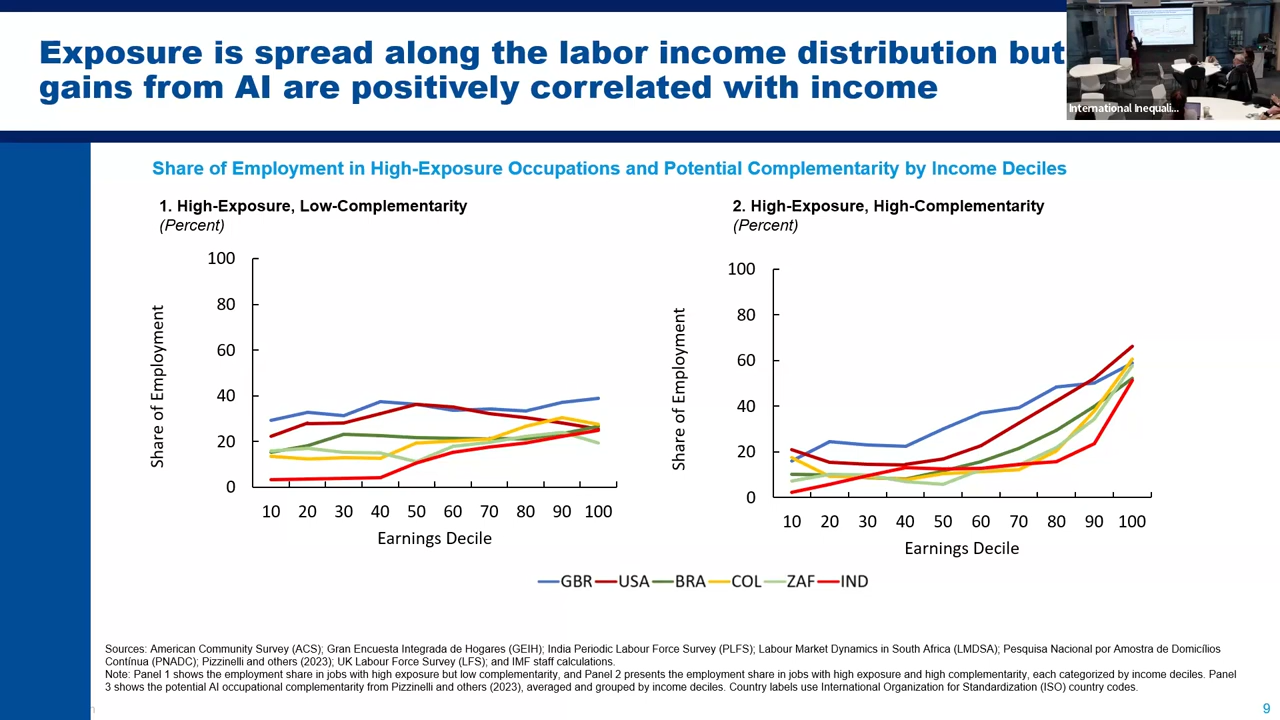 Exposure is spread along the labor income distribution but
gains from AI are positively correlated with income
International Inequali...
Share of Employment in High-Exposure Occupations and Potential Complementarity by Income Deciles
1. High-Exposure, Low-Complementarity
(Percent)
Share of Employment
100
80
60
40
20
0
10 20 30 40 50 60 70 80 90 100
Earnings Decile
2. High-Exposure, High-Complementarity
(Percent)
Share of Employment
100
80
60
40
20
0
10 20 30 40 50 60 70 80 90 100
Earnings Decile
GBR USA BRA COL ZAF IND
Sources: American Community Survey (ACS); Gran Encuesta Integrada de Hogares (GEIH); India Periodic Labour Force Survey (PLFS); Labour Market Dynamics in South Africa (LMDSA); Pesquisa Nacional por Amostra de Domicílios
Contínua (PNADC); Pizzinelli and others (2023); UK Labour Force Survey (LFS); and IMF staff calculations.
Note: Panel 1 shows the employment share in jobs with high exposure but low complementarity, and Panel 2 presents the employment share in jobs with high exposure and high complementarity, each categorized by income deciles. Panel
3 shows the potential AI occupational complementarity from Pizzinelli and others (2023), averaged and grouped by income deciles. Country labels use International Organization for Standardization (ISO) country codes.
9